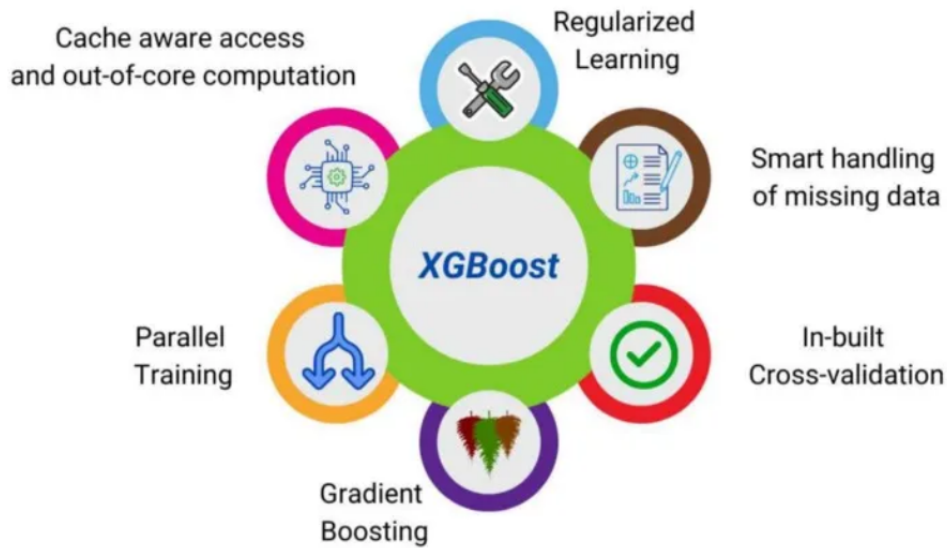 Regularized
Learning
Cache aware access
and out-of-core computation
Smart handling
of missing data
XGBoost
Parallel
Training
In-built
Cross-validation
Gradient
Boosting